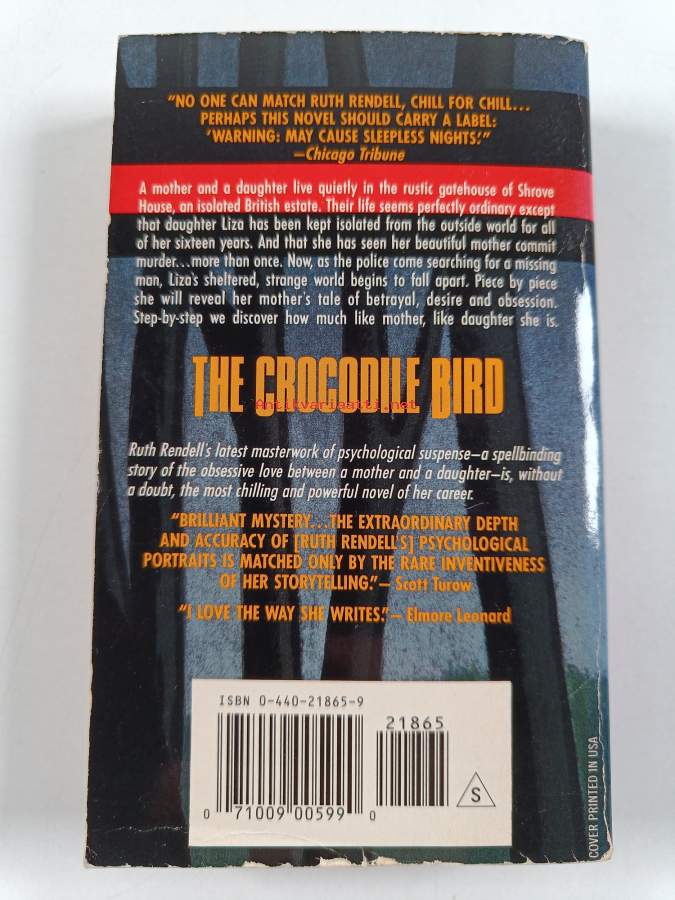 "NO ONE CAN MATCH RUTH RENDELL, CHILL FOR CHILL...
PERHAPS THIS NOVEL SHOULD CARRY A LABEL:
'WARNING: MAY CAUSE SLEEPLESS NIGHTS.'"
—Chicago Tribune
A mother and a daughter live quietly in the rustic gatehouse of Shrove
House, an isolated British estate. Their life seems perfectly ordinary except
that daughter Liza has been kept isolated from the outside world for all
of her sixteen years. And that she has seen her beautiful mother commit
murder...more than once. Now, as the police come searching for a missing
man, Liza's sheltered, strange world begins to fall apart. Piece by piece
she will reveal her mother's tale of betrayal, desire and obsession.
Step-by-step we discover how much like mother, like daughter she is.
THE CROCODILE BIRD
Antikvariaatti.net
Ruth Rendell's latest masterwork of psychological suspense—a spellbinding
story of the obsessive love between a mother and a daughter—is, without
a doubt, the most chilling and powerful novel of her career.
"BRILLIANT MYSTERY...THE EXTRAORDINARY DEPTH
AND ACCURACY OF [RUTH RENDELL'S] PSYCHOLOGICAL
PORTRAITS IS MATCHED ONLY BY THE RARE INVENTIVENESS
OF HER STORYTELLING."— Scott Turow
"I LOVE THE WAY SHE WRITES."— Elmore Leonard
ISBN 0-440-21865-9
21865
S
0 71009 00599 0
COVER PRINTED IN USA